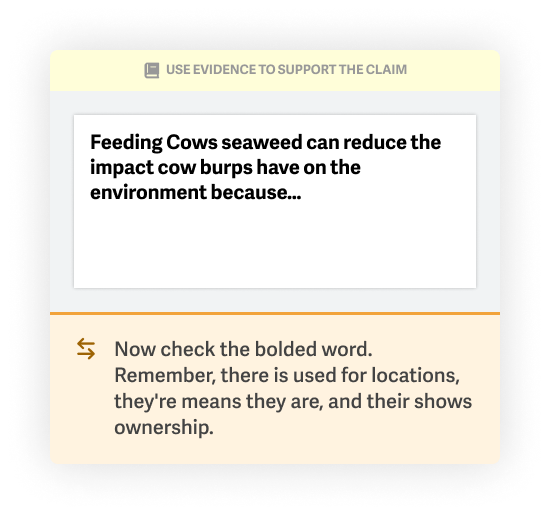 USE EVIDENCE TO SUPPORT THE CLAIM
Feeding Cows seaweed can reduce the
impact cow burps have on the
environment because...
Now check the bolded word.
Remember, there is used for locations,
they're means they are, and their shows
ownership.